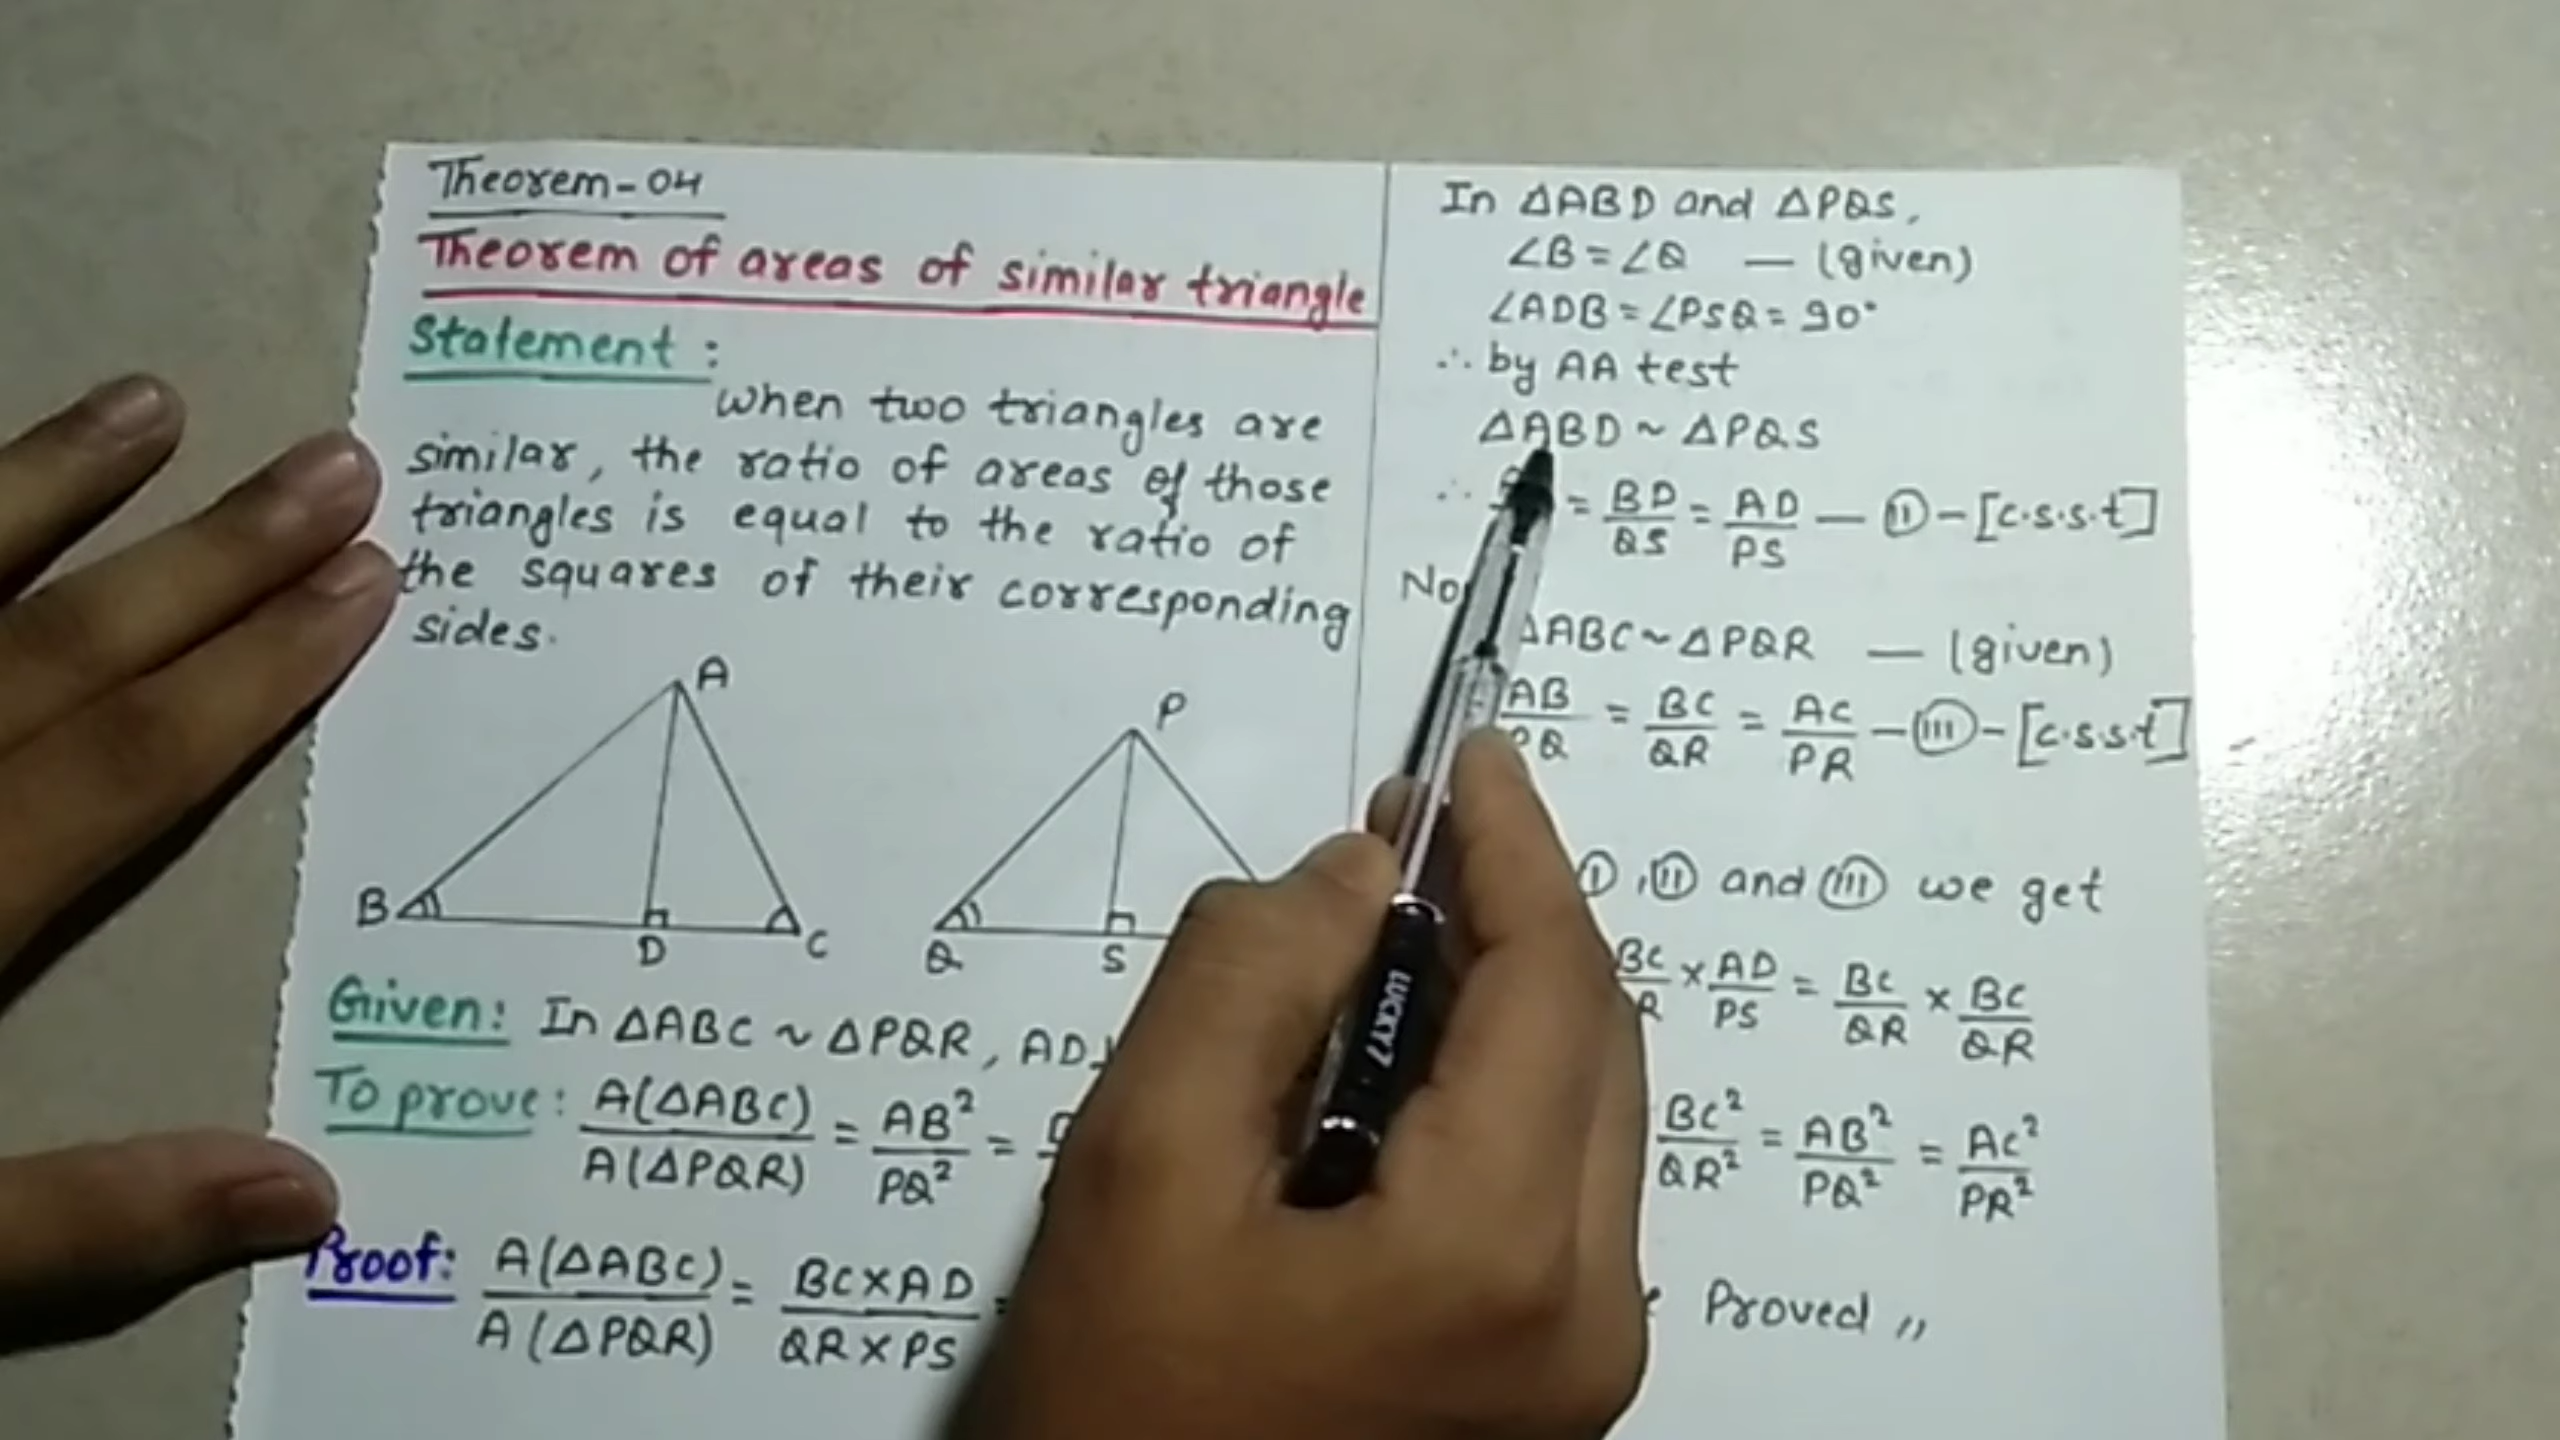 Theorem-04
Theorem of areas of similar triangle
Statement :
When two triangles are
similar, the ratio of areas of those
triangles is equal to the ratio of
the squares of their corresponding
sides.
A
P
B
D
C
Q
S
Given: In ΔABC ~ ΔPQR, AD⊥
To prove: A(ΔABC)/A(ΔPQR) = AB²/PQ² =
Proof: A(ΔABC)/A(ΔPQR) = BC×AD/QR×PS =
In ΔABD and ΔPQS,
∠B = ∠Q — (given)
∠ADB = ∠PSQ = 90°
∴ by AA test
ΔABD ~ ΔPQS
∴ = BD/QS = AD/PS — (II) - [c.s.s.t]
ΔABC ~ ΔPQR — (given)
AB/PQ = BC/QR = AC/PR — (III) - [c.s.s.t]
(I), (II) and (III) we get
BC × AD/PS = BC/QR × BC/QR
BC²/QR² = AB²/PQ² = AC²/PR²
Proved ,,
LUCKY7